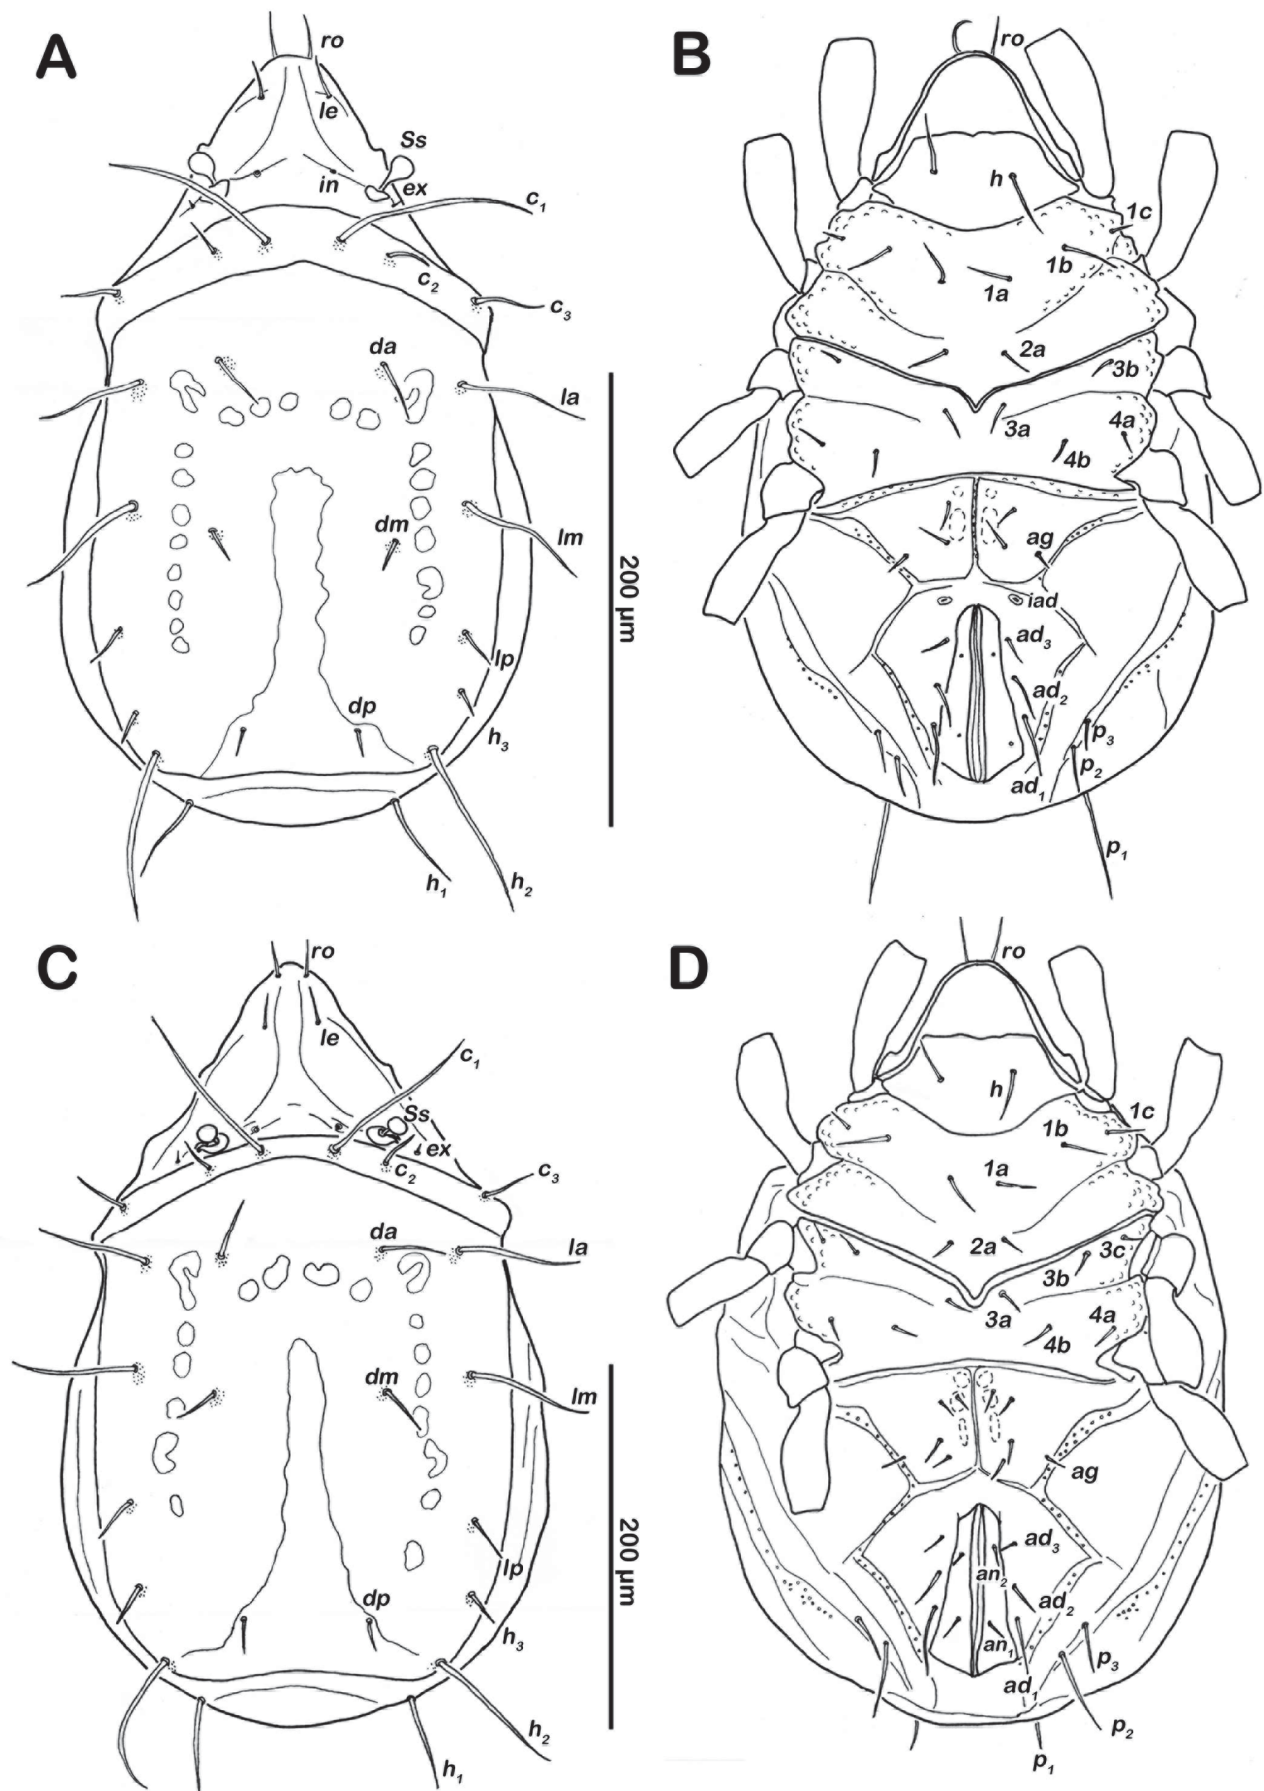 A
ro
le
Ss
in
ex
c1
c2
c3
da
la
dm
lm
lp
dp
h3
h1
h2
200 µm
B
ro
h
1c
1b
1a
2a
3b
3a
4a
4b
ag
iad
ad3
ad2
p3
p2
ad1
p1
C
ro
le
c1
Ss
ex
c2
c3
da
la
dm
lm
lp
dp
h3
h2
h1
200 µm
D
ro
h
1c
1b
1a
2a
3c
3b
3a
4a
4b
ag
ad3
an2
ad2
an1
p3
ad1
p2
p1